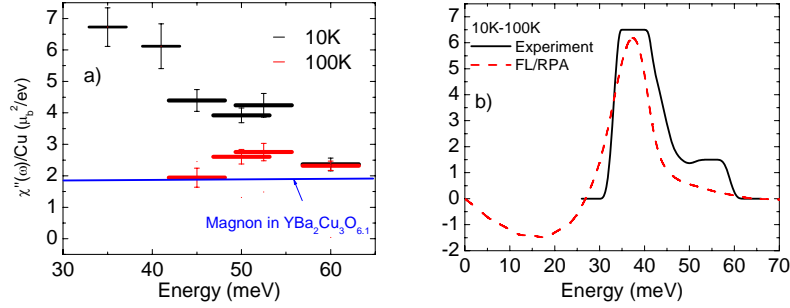 7
6
5
4
3
2
1
0
χ''(ω)/Cu (μ_b²/ev)
a)
10K
100K
Magnon in YBa₂Cu₃O₆.₁
30 40 50 60
Energy (meV)
7
6
5
4
3
2
1
0
-1
-2
10K-100K
Experiment
FL/RPA
b)
0 10 20 30 40 50 60 70
Energy (meV)